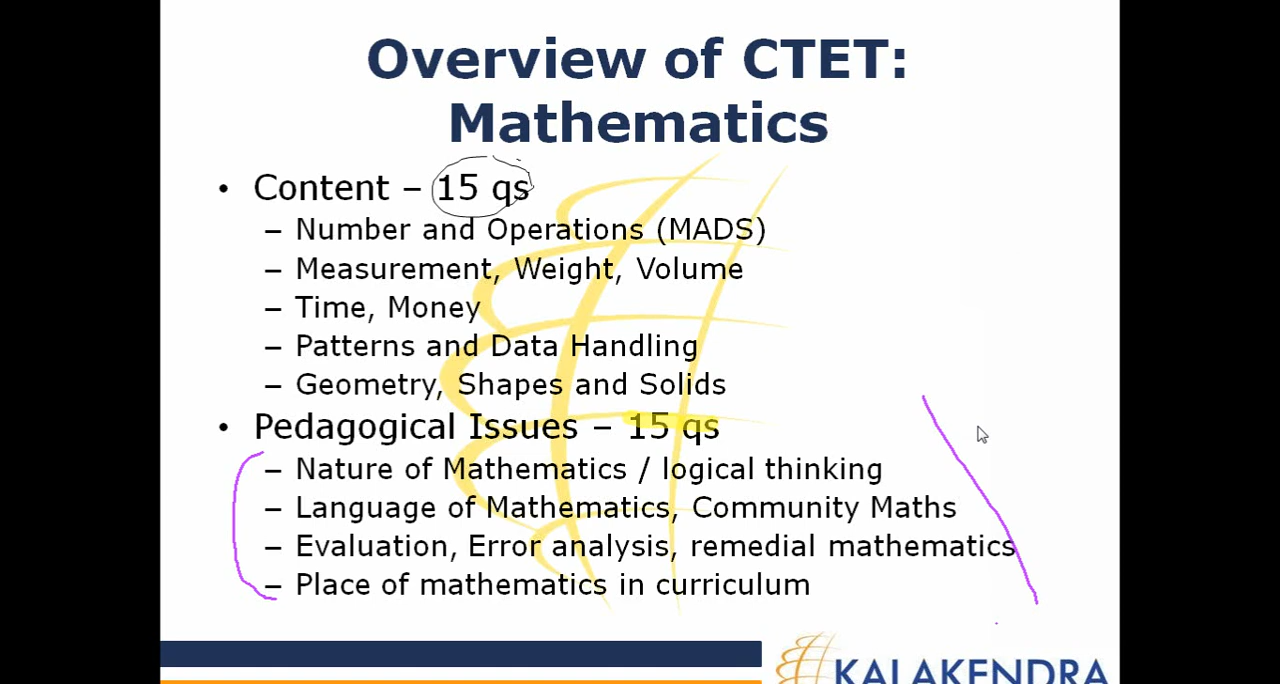 Overview of CTET:
Mathematics
• Content – 15 qs
– Number and Operations (MADS)
– Measurement, Weight, Volume
– Time, Money
– Patterns and Data Handling
– Geometry, Shapes and Solids
• Pedagogical Issues – 15 qs
– Nature of Mathematics / logical thinking
– Language of Mathematics, Community Maths
– Evaluation, Error analysis, remedial mathematics
– Place of mathematics in curriculum
KALAKENDRA